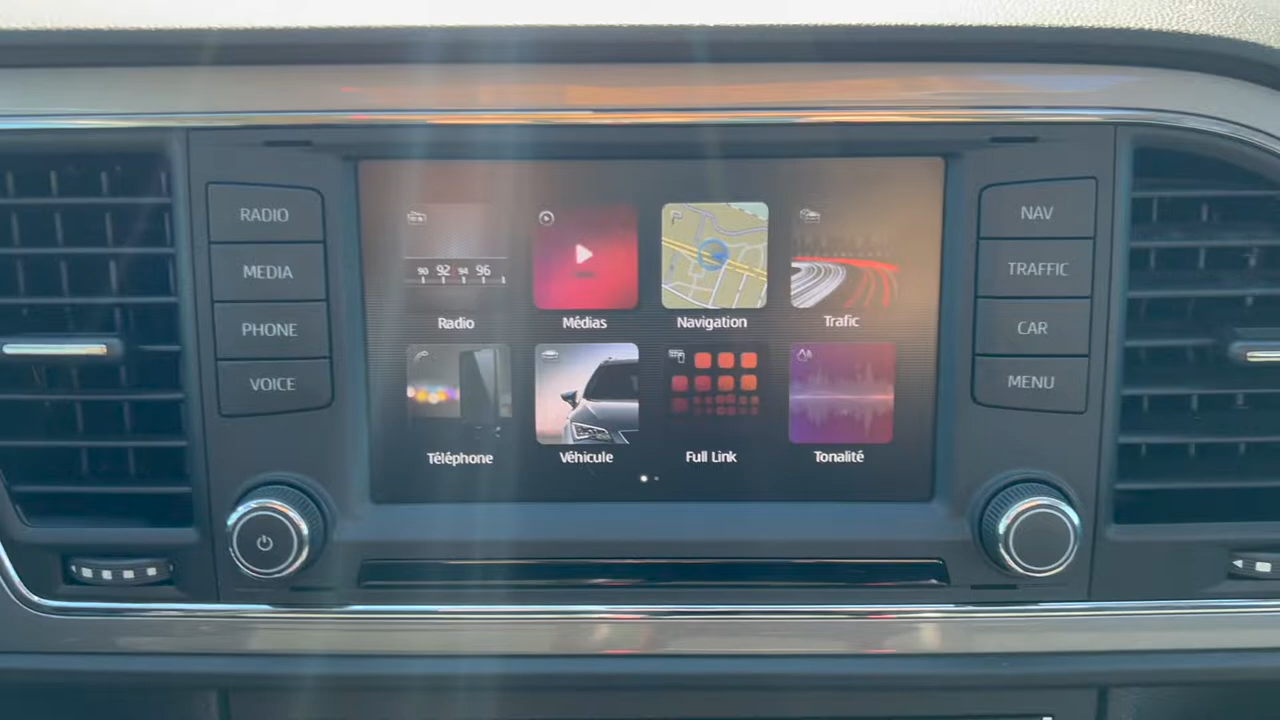 RADIO
MEDIA
PHONE
VOICE
90 92 94 96
Radio
Médias
Navigation
Trafic
Téléphone
Véhicule
Full Link
Tonalité
NAV
TRAFFIC
CAR
MENU